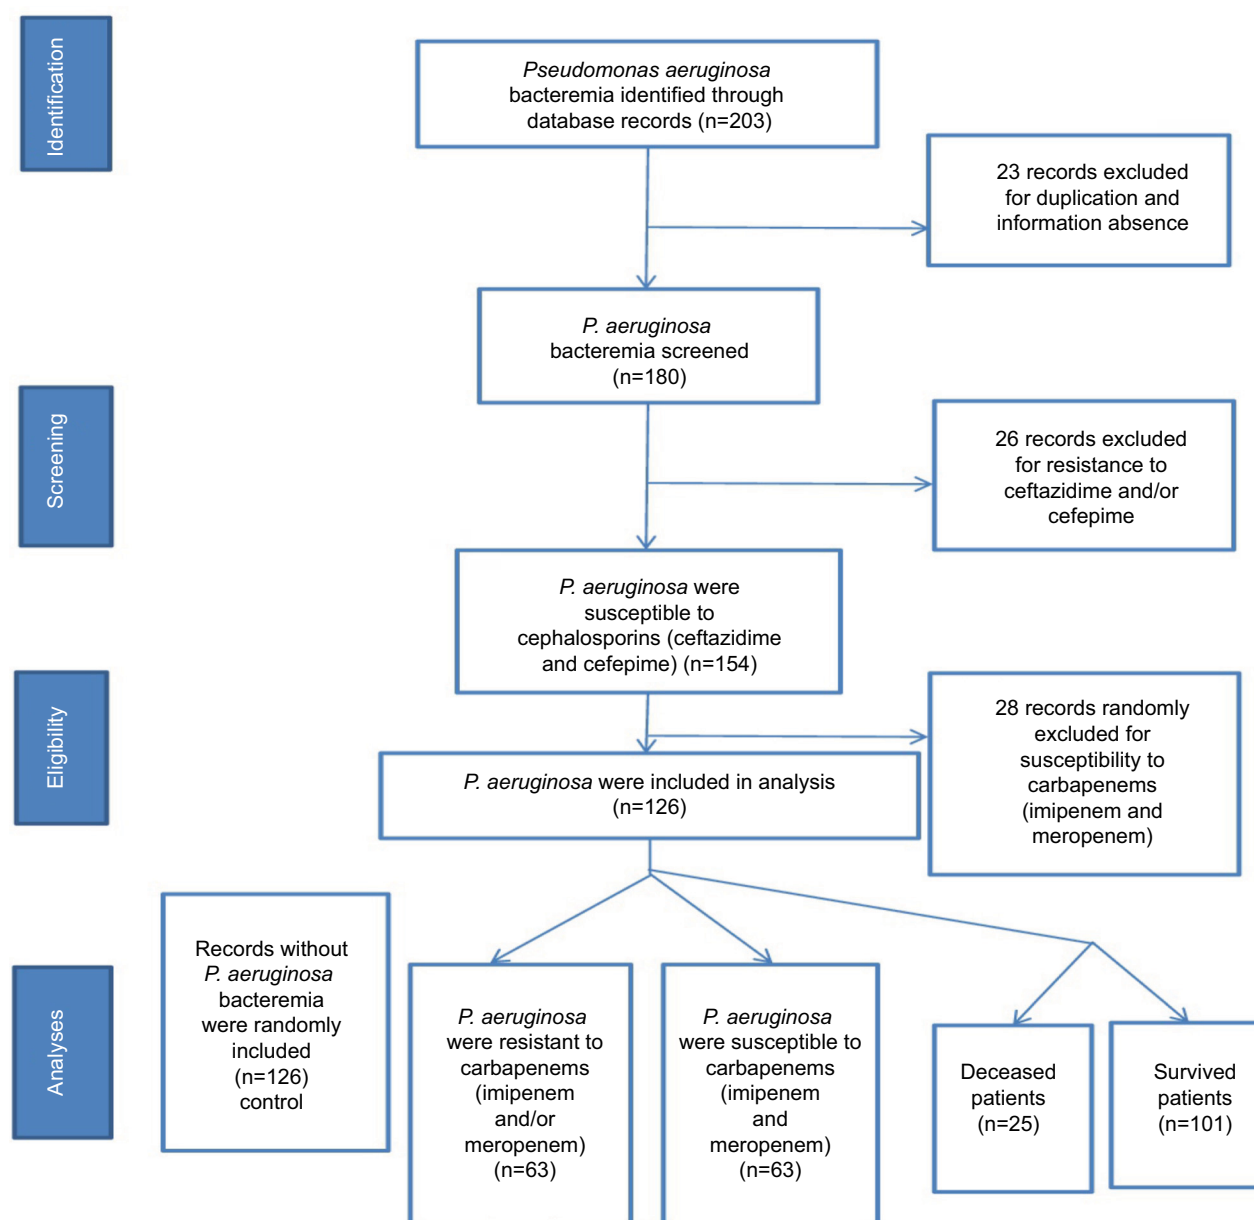 Identification
Pseudomonas aeruginosa
bacteremia identified through
database records (n=203)
23 records excluded
for duplication and
information absence
P. aeruginosa
bacteremia screened
(n=180)
Screening
26 records excluded
for resistance to
ceftazidime and/or
cefepime
P. aeruginosa were
susceptible to
cephalosporins (ceftazidime
and cefepime) (n=154)
Eligibility
28 records randomly
excluded for
susceptibility to
carbapenems
(imipenem and
meropenem)
P. aeruginosa were included in analysis
(n=126)
Analyses
Records without
P. aeruginosa
bacteremia
were randomly
included
(n=126)
control
P. aeruginosa
were resistant to
carbapenems
(imipenem
and/or
meropenem)
(n=63)
P. aeruginosa
were susceptible to
carbapenems
(imipenem
and
meropenem)
(n=63)
Deceased
patients
(n=25)
Survived
patients
(n=101)